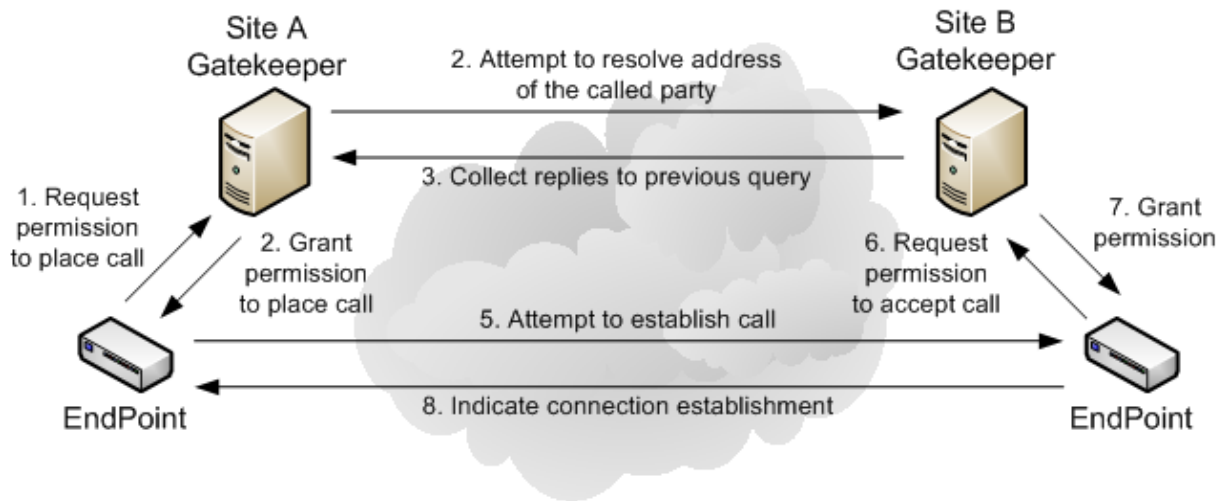 Site A
Gatekeeper
Site B
Gatekeeper
2. Attempt to resolve address
of the called party
3. Collect replies to previous query
1. Request
permission
to place call
2. Grant
permission
to place call
6. Request
permission
to accept call
7. Grant
permission
5. Attempt to establish call
8. Indicate connection establishment
EndPoint
EndPoint